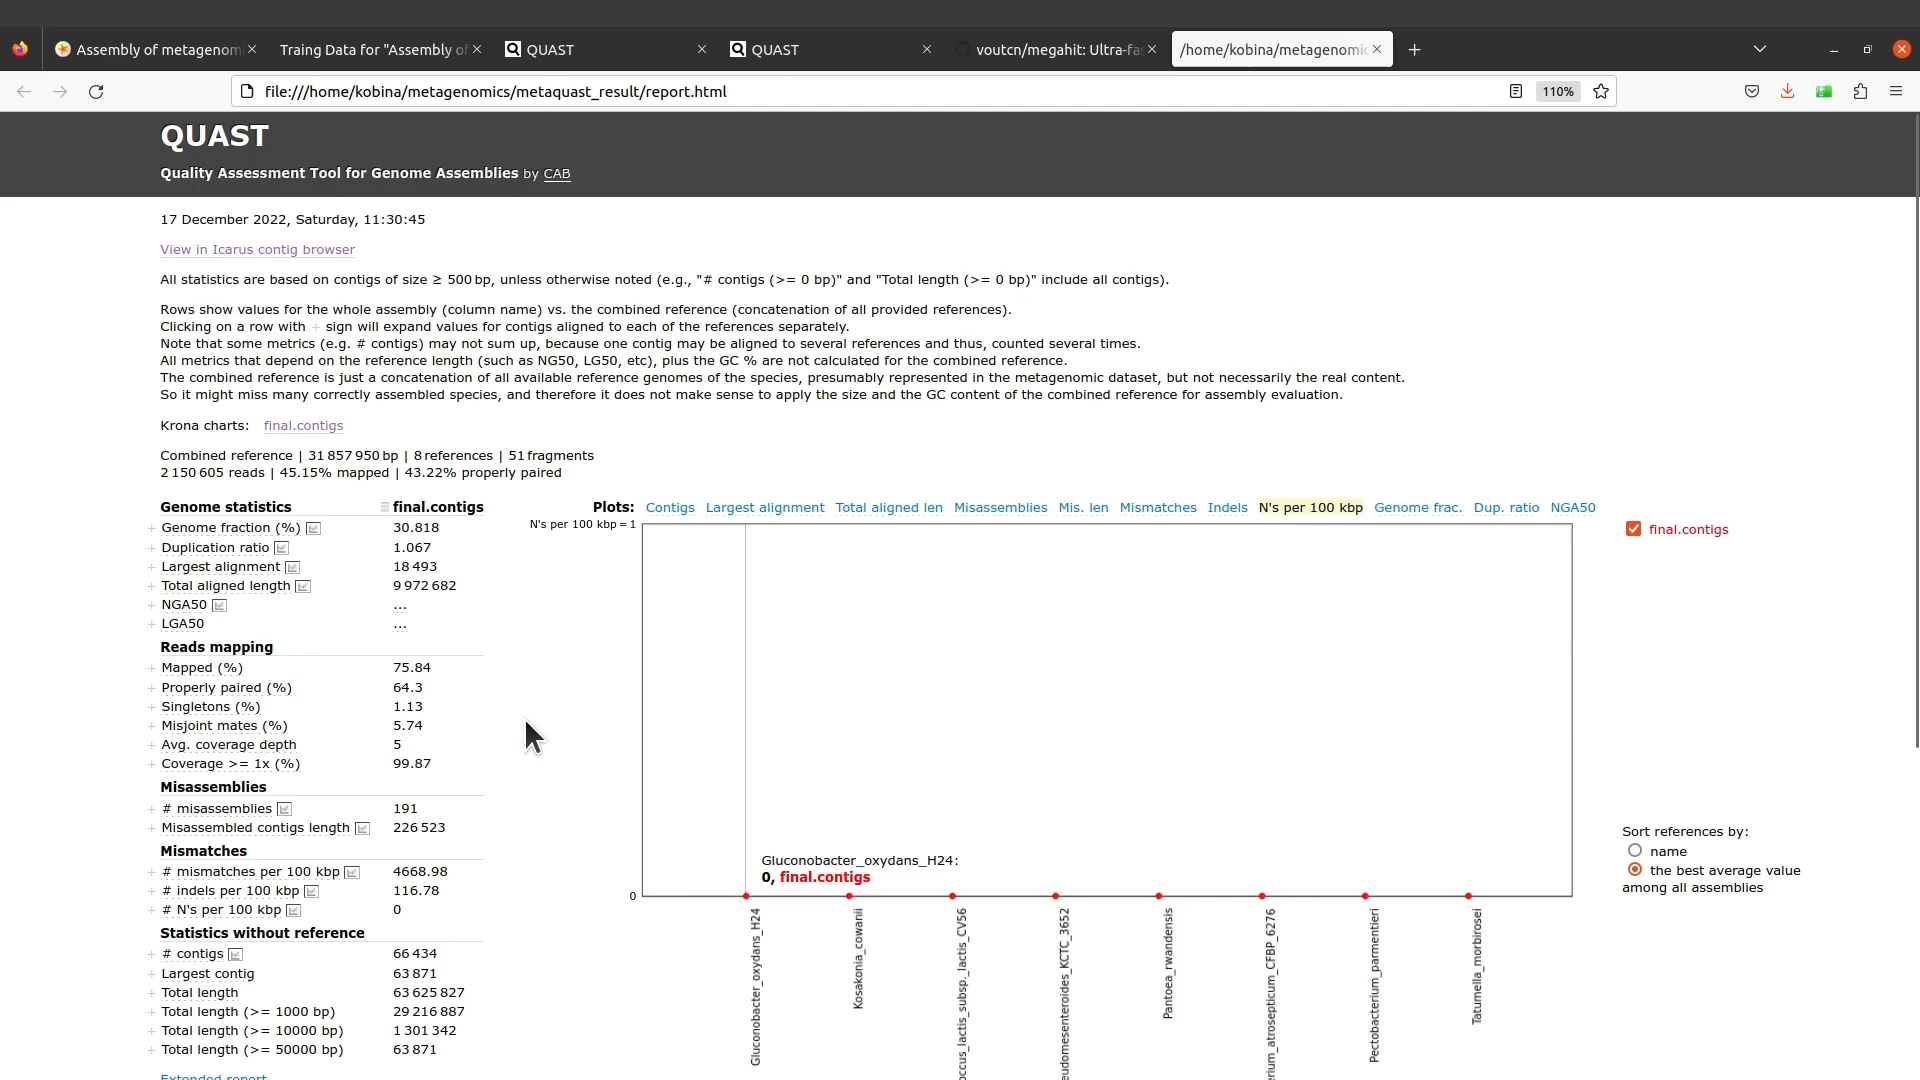 Assembly of metagenom
Traing Data for "Assembly of
QUAST
QUAST
voutcn/megahit: Ultra-fa
/home/kobina/metagenomic
file:///home/kobina/metagenomics/metaquast_result/report.html
110%
QUAST
Quality Assessment Tool for Genome Assemblies by CAB
17 December 2022, Saturday, 11:30:45
View in Icarus contig browser
All statistics are based on contigs of size ≥ 500 bp, unless otherwise noted (e.g., "# contigs (>= 0 bp)" and "Total length (>= 0 bp)" include all contigs).
Rows show values for the whole assembly (column name) vs. the combined reference (concatenation of all provided references).
Clicking on a row with + sign will expand values for contigs aligned to each of the references separately.
Note that some metrics (e.g. # contigs) may not sum up, because one contig may be aligned to several references and thus, counted several times.
All metrics that depend on the reference length (such as NG50, LG50, etc), plus the GC % are not calculated for the combined reference.
The combined reference is just a concatenation of all available reference genomes of the species, presumably represented in the metagenomic dataset, but not necessarily the real content.
So it might miss many correctly assembled species, and therefore it does not make sense to apply the size and the GC content of the combined reference for assembly evaluation.
Krona charts: final.contigs
Combined reference | 31 857 950 bp | 8 references | 51 fragments
2 150 605 reads | 45.15% mapped | 43.22% properly paired
Genome statistics final.contigs
+ Genome fraction (%) 30.818
+ Duplication ratio 1.067
+ Largest alignment 18 493
+ Total aligned length 9 972 682
+ NGA50 ...
+ LGA50 ...
Reads mapping
+ Mapped (%) 75.84
+ Properly paired (%) 64.3
+ Singletons (%) 1.13
+ Misjoint mates (%) 5.74
+ Avg. coverage depth 5
+ Coverage >= 1x (%) 99.87
Misassemblies
+ # misassemblies 191
+ Misassembled contigs length 226 523
Mismatches
+ # mismatches per 100 kbp 4668.98
+ # indels per 100 kbp 116.78
+ # N's per 100 kbp 0
Statistics without reference
+ # contigs 66 434
+ Largest contig 63 871
+ Total length 63 625 827
+ Total length (>= 1000 bp) 29 216 887
+ Total length (>= 10000 bp) 1 301 342
+ Total length (>= 50000 bp) 63 871
Extended report
Plots: Contigs Largest alignment Total aligned len Misassemblies Mis. len Mismatches Indels N's per 100 kbp Genome frac. Dup. ratio NGA50
N's per 100 kbp = 1
Gluconobacter_oxydans_H24:
0, final.contigs
0
Gluconobacter_oxydans_H24
Kosakonia_cowanii
occus_lactis_subsp._lactis_CV56
eudomesenteroides_KCTC_3652
Pantoea_rwandensis
erium_atrosepticum_CFBP_6276
Pectobacterium_parmentieri
Tatumella_morbirosei
final.contigs
Sort references by:
name
the best average value
among all assemblies